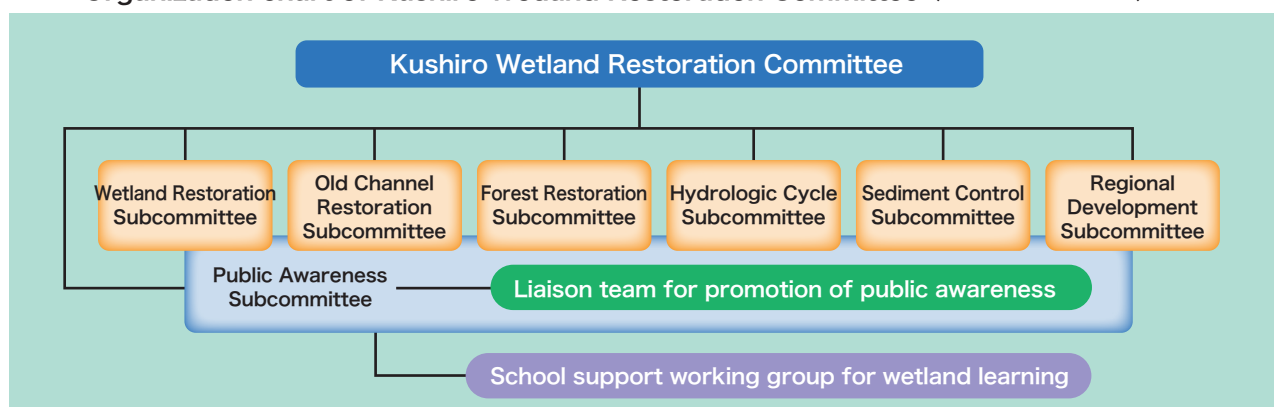 Kushiro Wetland Restoration Committee
Wetland Restoration
Subcommittee
Old Channel
Restoration
Subcommittee
Forest Restoration
Subcommittee
Hydrologic Cycle
Subcommittee
Sediment Control
Subcommittee
Regional
Development
Subcommittee
Public Awareness
Subcommittee
Liaison team for promotion of public awareness
School support working group for wetland learning